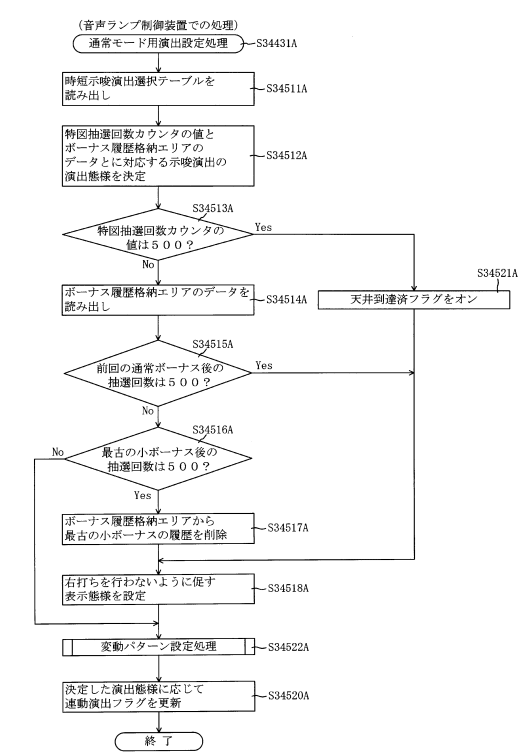 (音声ランプ制御装置での処理)
通常モード用演出設定処理
S34431A
時短示唆演出選択テーブルを
読み出し
S34511A
特図抽選回数カウンタの値と
ボーナス履歴格納エリアの
データとに対応する示唆演出の
演出態様を決定
S34512A
S34513A
特図抽選回数カウンタの
値は500?
Yes
No
S34521A
天井到達済フラグをオン
ボーナス履歴格納エリアのデータを
読み出し
S34514A
S34515A
前回の通常ボーナス後の
抽選回数は500?
Yes
No
S34516A
最古の小ボーナス後の
抽選回数は500?
No
Yes
ボーナス履歴格納エリアから
最古の小ボーナスの履歴を削除
S34517A
右打ちを行わないように促す
表示態様を設定
S34518A
変動パターン設定処理
S34522A
決定した演出態様に応じて
連動演出フラグを更新
S34520A
終了